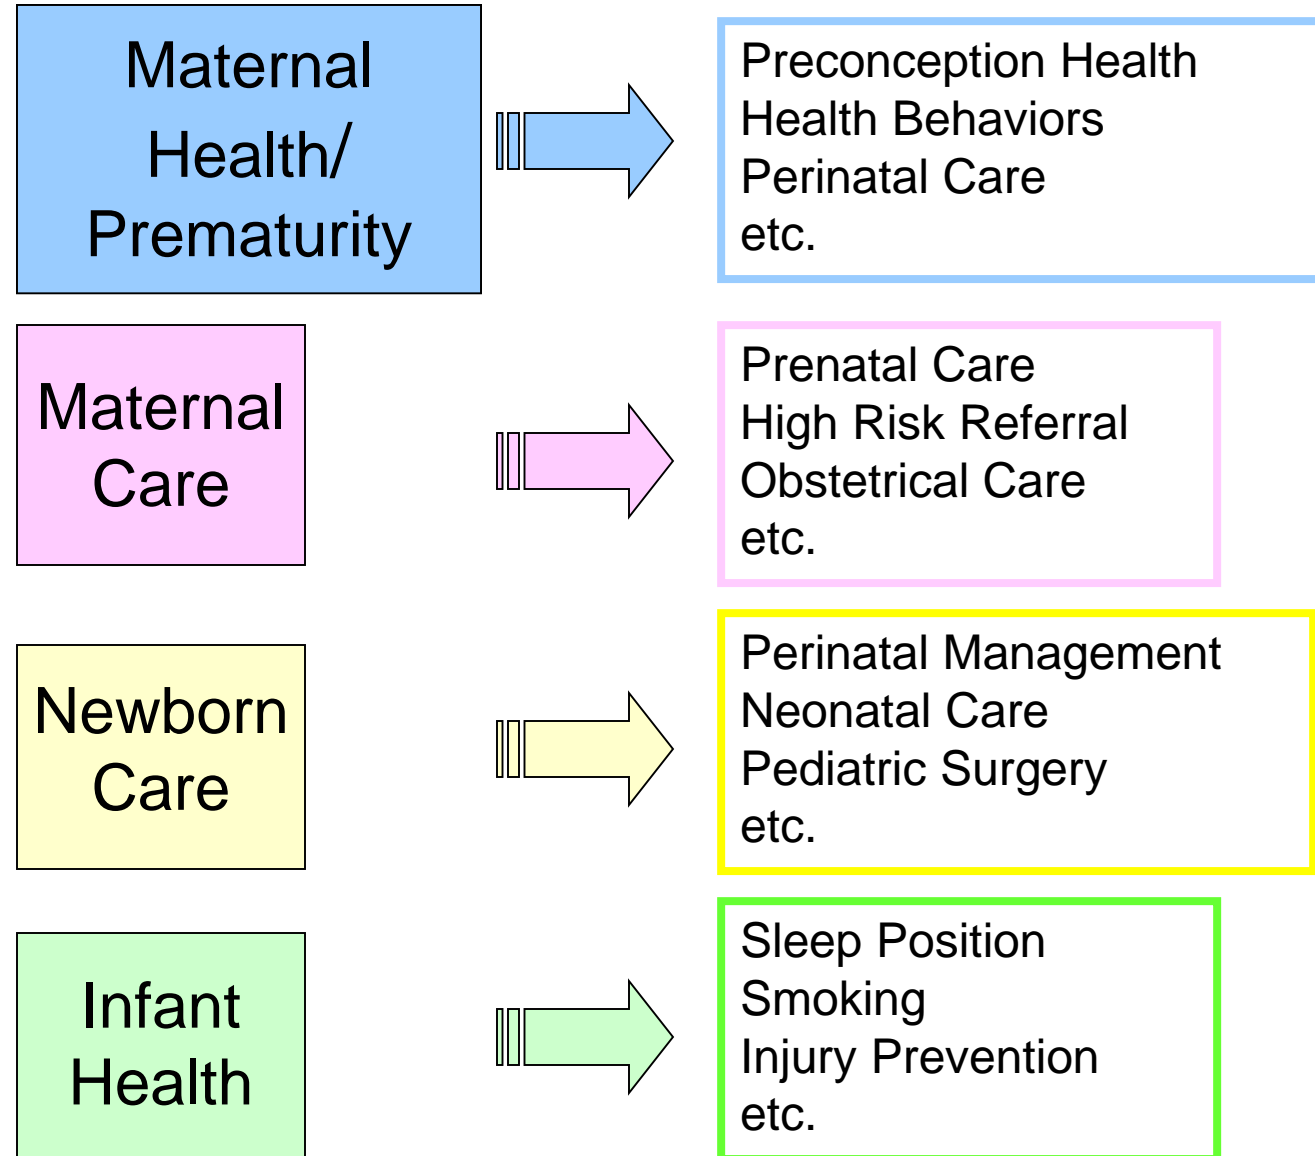 Maternal
Health/
Prematurity
Preconception Health
Health Behaviors
Perinatal Care
etc.
Maternal
Care
Prenatal Care
High Risk Referral
Obstetrical Care
etc.
Newborn
Care
Perinatal Management
Neonatal Care
Pediatric Surgery
etc.
Infant
Health
Sleep Position
Smoking
Injury Prevention
etc.